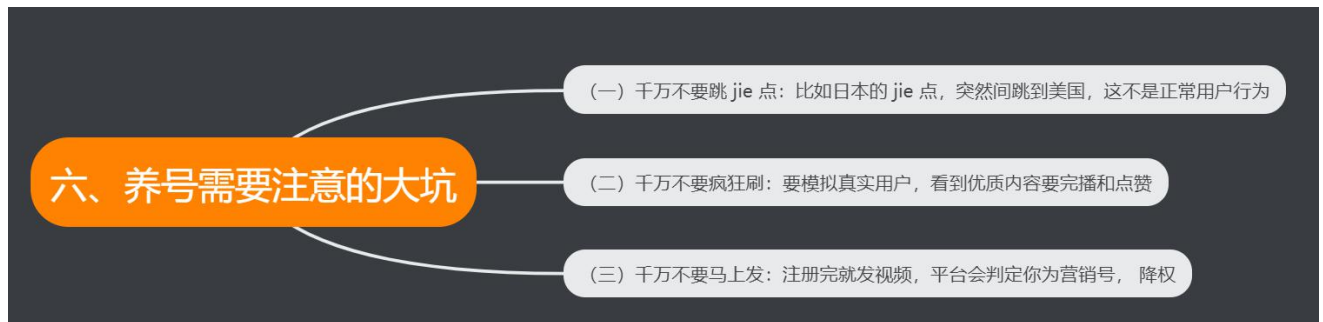 六、养号需要注意的大坑
（一）千万不要跳 jie 点：比如日本的 jie 点，突然间跳到美国，这不是正常用户行为
（二）千万不要疯狂刷：要模拟真实用户，看到优质内容要完播和点赞
（三）千万不要马上发：注册完就发视频，平台会判定你为营销号， 降权